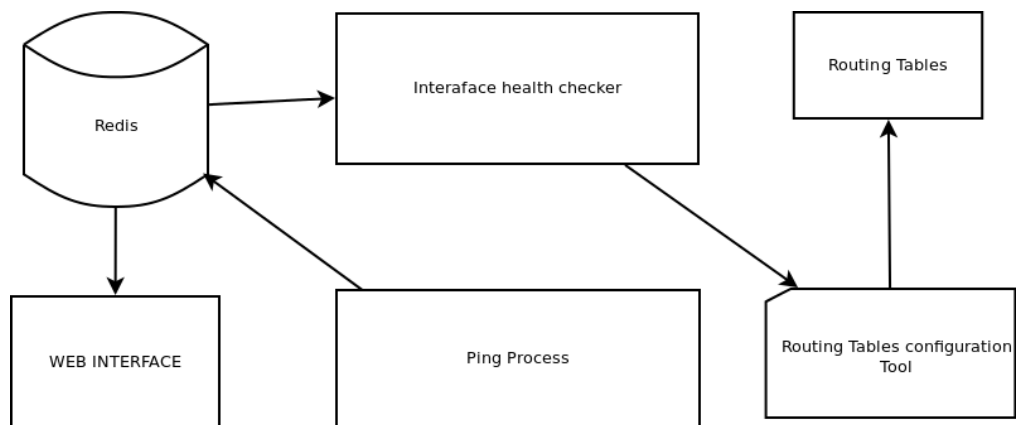 Redis
Interaface health checker
Routing Tables
WEB INTERFACE
Ping Process
Routing Tables configuration
Tool